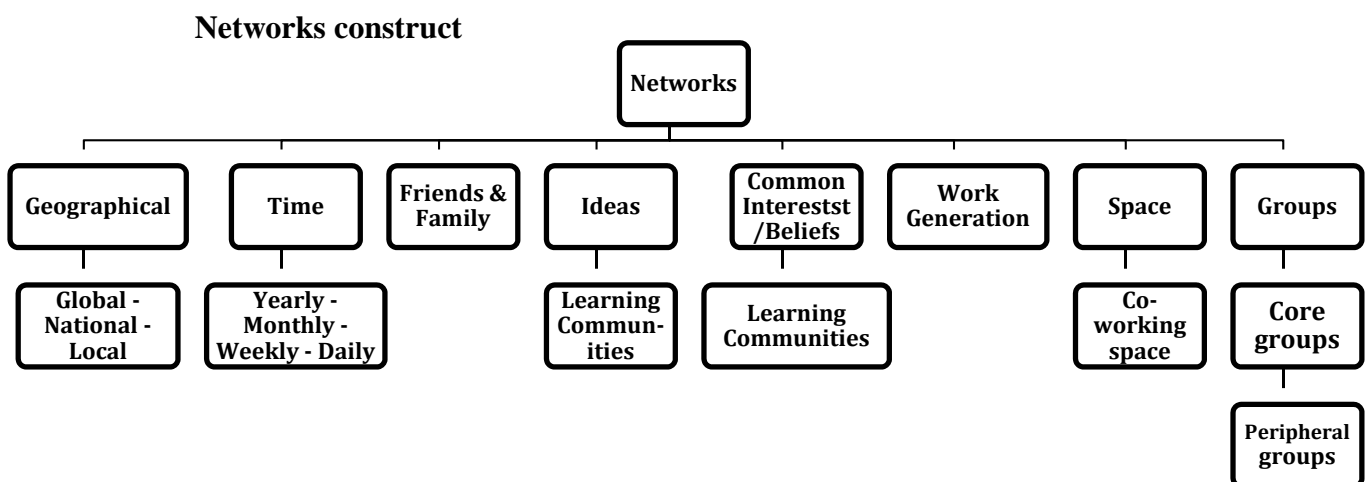 Networks construct
Networks
Geographical
Time
Friends &
Family
Ideas
Common
Interestst
/Beliefs
Work
Generation
Space
Groups
Global -
National -
Local
Yearly -
Monthly -
Weekly - Daily
Learning
Commun-
ities
Learning
Communities
Co-
working
space
Core
groups
Peripheral
groups